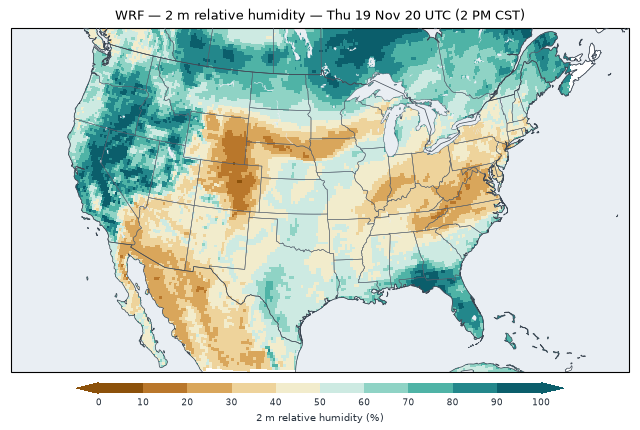 WRF — 2 m relative humidity — Thu 19 Nov 20 UTC (2 PM CST)
0 10 20 30 40 50 60 70 80 90 100
2 m relative humidity (%)